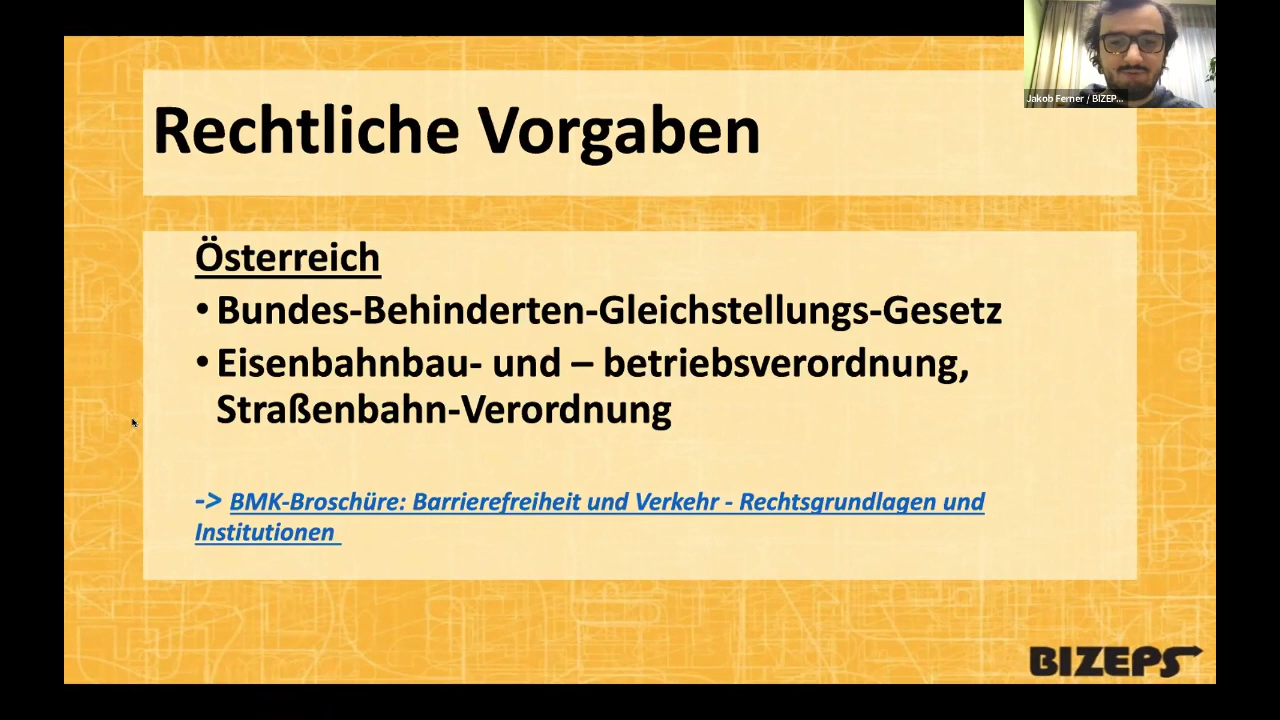 Jakob Ferner / BIZEP...
Rechtliche Vorgaben
Österreich
• Bundes-Behinderten-Gleichstellungs-Gesetz
• Eisenbahnbau- und – betriebsverordnung,
Straßenbahn-Verordnung
-> BMK-Broschüre: Barrierefreiheit und Verkehr - Rechtsgrundlagen und
Institutionen
BIZEPS